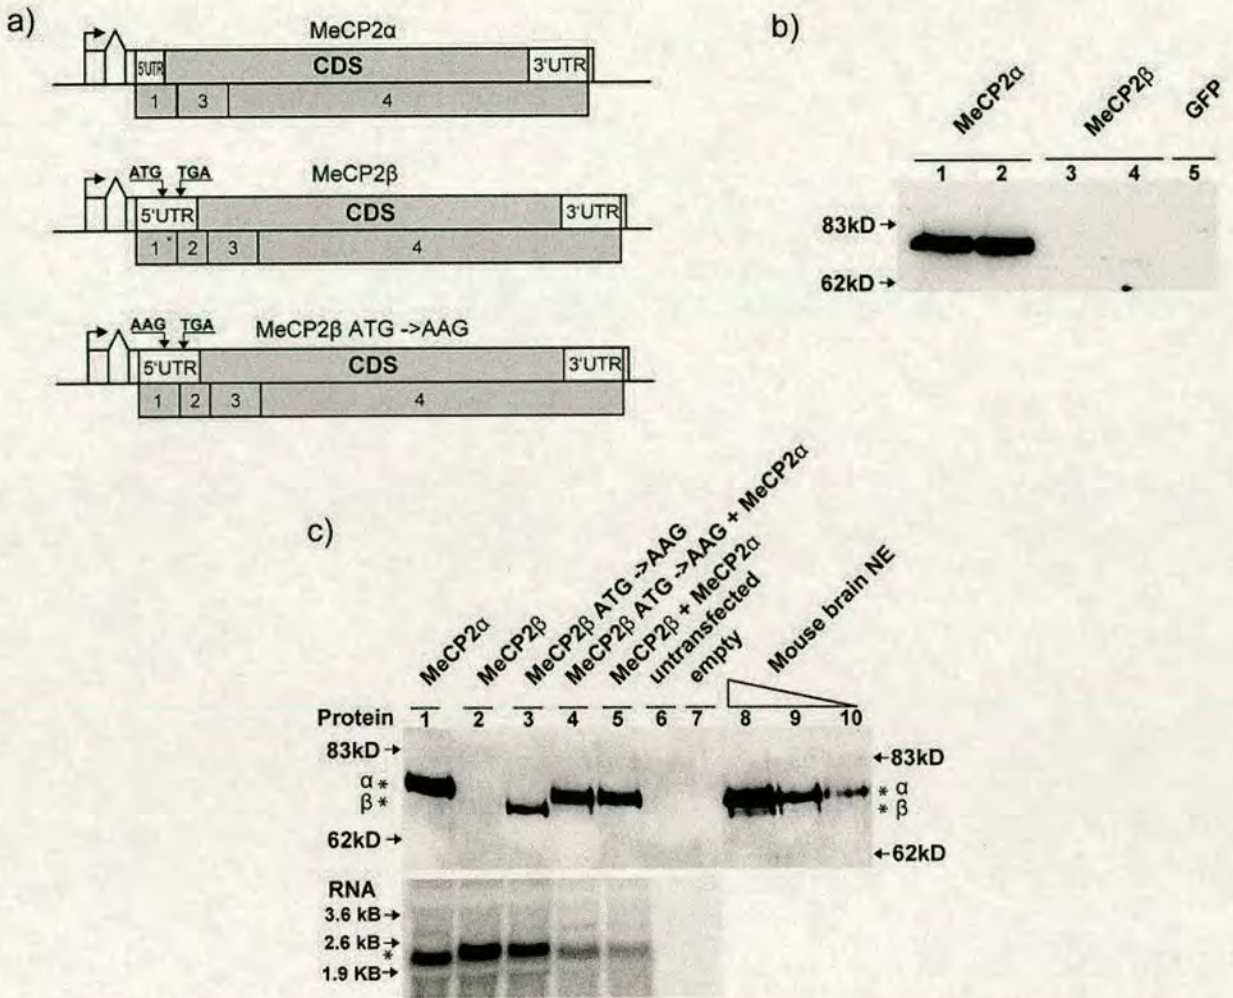 a)
MeCP2α
5'UTR CDS 3'UTR
1 3 4
ATG TGA MeCP2β
5'UTR CDS 3'UTR
1 2 3 4
AAG TGA MeCP2β ATG ->AAG
5'UTR CDS 3'UTR
1 2 3 4
b)
MeCP2α MeCP2β GFP
1 2 3 4 5
83kD
62kD
c)
MeCP2α
MeCP2β
MeCP2β ATG ->AAG
MeCP2β ATG ->AAG + MeCP2α
MeCP2β + MeCP2α
untransfected
empty
Mouse brain NE
Protein 1 2 3 4 5 6 7 8 9 10
83kD 83kD
α * * α
β * * β
62kD 62kD
RNA
3.6 kB
2.6 kB
*
1.9 KB